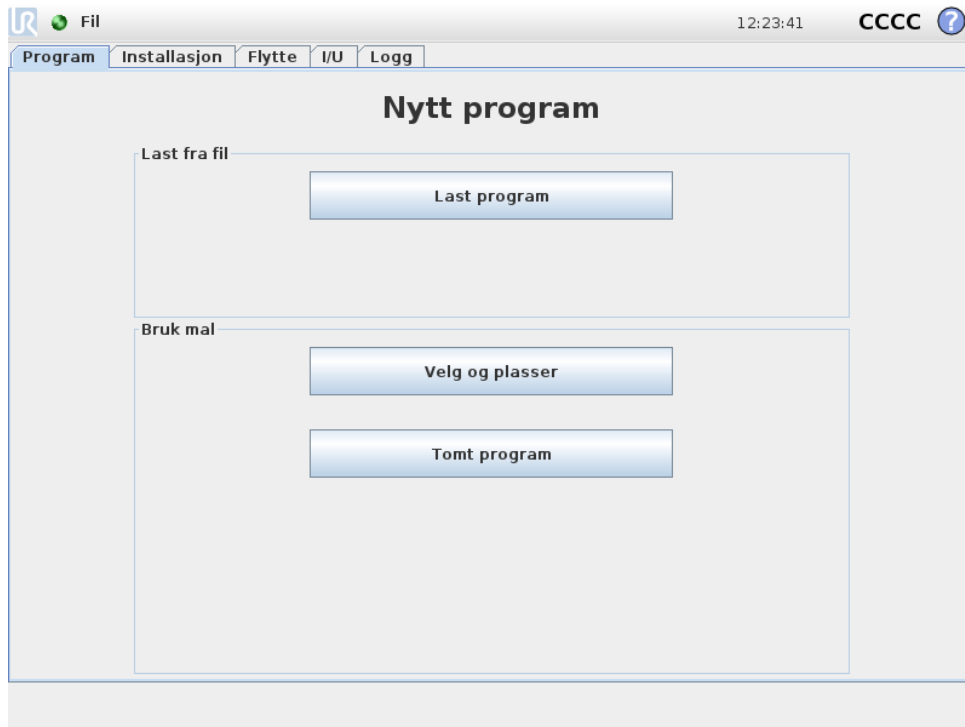 UR Fil 12:23:41 CCCC ?
Program Installasjon Flytte I/U Logg
Nytt program
Last fra fil
Last program
Bruk mal
Velg og plasser
Tomt program